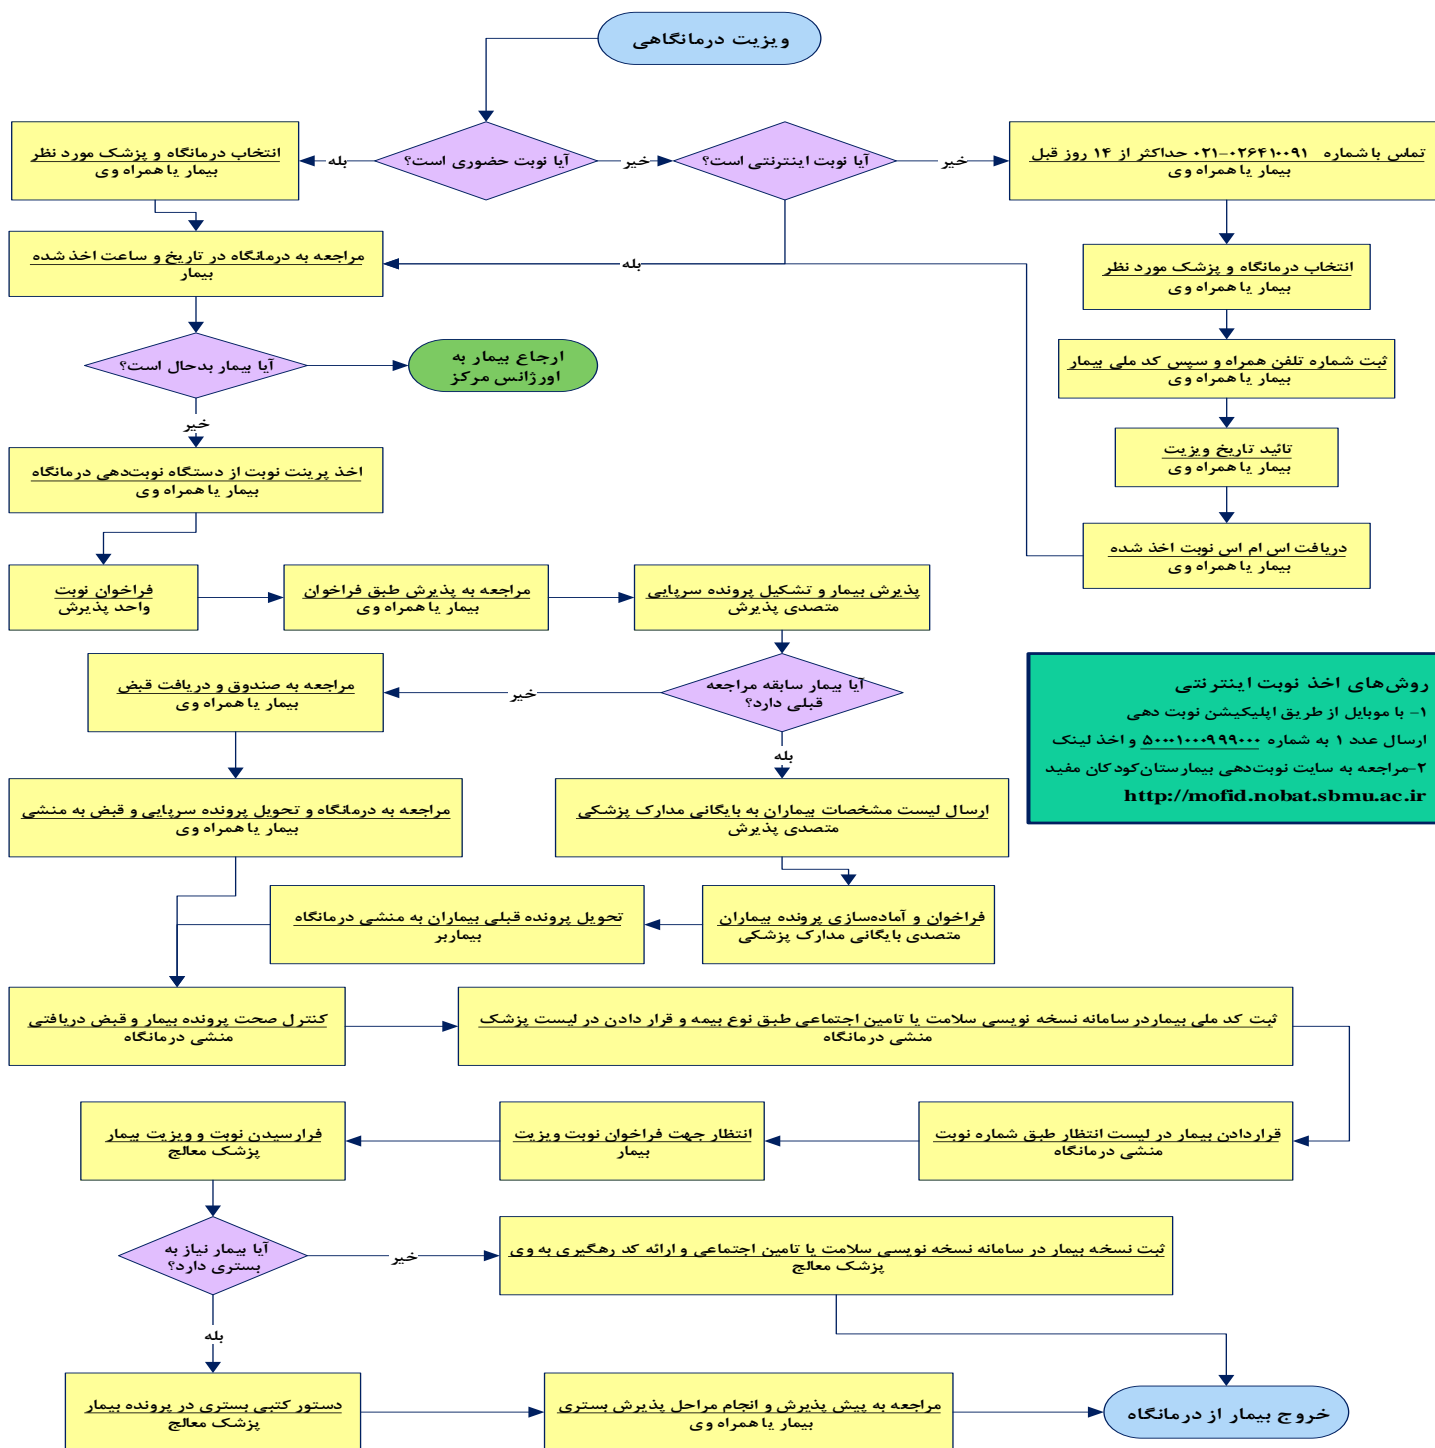 ویزیت درمانگاهی
آیا نوبت حضوری است؟
بله
خیر
انتخاب درمانگاه و پزشک مورد نظر
بیمار یا همراه وی
آیا نوبت اینترنتی است؟
خیر
بله
تماس با شماره ۰۲۶۴۱۰۰۹۱-۰۲۱ حداکثر از ۱۴ روز قبل
بیمار یا همراه وی
مراجعه به درمانگاه در تاریخ و ساعت اخذ شده
بیمار
انتخاب درمانگاه و پزشک مورد نظر
بیمار یا همراه وی
آیا بیمار بدحال است؟
ارجاع بیمار به
اورژانس مرکز
خیر
ثبت شماره تلفن همراه و سپس کد ملی بیمار
بیمار یا همراه وی
تائید تاریخ ویزیت
بیمار یا همراه وی
اخذ پرینت نوبت از دستگاه نوبت‌دهی درمانگاه
بیمار یا همراه وی
دریافت اس ام اس نوبت اخذ شده
بیمار یا همراه وی
فراخوان نوبت
واحد پذیرش
مراجعه به پذیرش طبق فراخوان
بیمار یا همراه وی
پذیرش بیمار و تشکیل پرونده سرپایی
متصدی پذیرش
آیا بیمار سابقه مراجعه
قبلی دارد؟
خیر
بله
مراجعه به صندوق و دریافت قبض
بیمار یا همراه وی
روش‌های اخذ نوبت اینترنتی
۱- با موبایل از طریق اپلیکیشن نوبت دهی
ارسال عدد ۱ به شماره ۵۰۰۰۱۰۰۰۹۹۹۰۰۰ و اخذ لینک
۲-مراجعه به سایت نوبت‌دهی بیمارستان کودکان مفید
http://mofid.nobat.sbmu.ac.ir
مراجعه به درمانگاه و تحویل پرونده سرپایی و قبض به منشی
بیمار یا همراه وی
ارسال لیست مشخصات بیماران به بایگانی مدارک پزشکی
متصدی پذیرش
فراخوان و آماده‌سازی پرونده بیماران
متصدی بایگانی مدارک پزشکی
تحویل پرونده قبلی بیماران به منشی درمانگاه
بیماربر
کنترل صحت پرونده بیمار و قبض دریافتی
منشی درمانگاه
ثبت کد ملی بیماردر سامانه نسخه نویسی سلامت یا تامین اجتماعی طبق نوع بیمه و قرار دادن در لیست پزشک
منشی درمانگاه
قراردادن بیمار در لیست انتظار طبق شماره نوبت
منشی درمانگاه
انتظار جهت فراخوان نوبت ویزیت
بیمار
فرارسیدن نوبت و ویزیت بیمار
پزشک معالج
آیا بیمار نیاز به
بستری دارد؟
خیر
بله
ثبت نسخه بیمار در سامانه نسخه نویسی سلامت یا تامین اجتماعی و ارائه کد رهگیری به وی
پزشک معالج
دستور کتبی بستری در پرونده بیمار
پزشک معالج
مراجعه به پیش پذیرش و انجام مراحل پذیرش بستری
بیمار یا همراه وی
خروج بیمار از درمانگاه